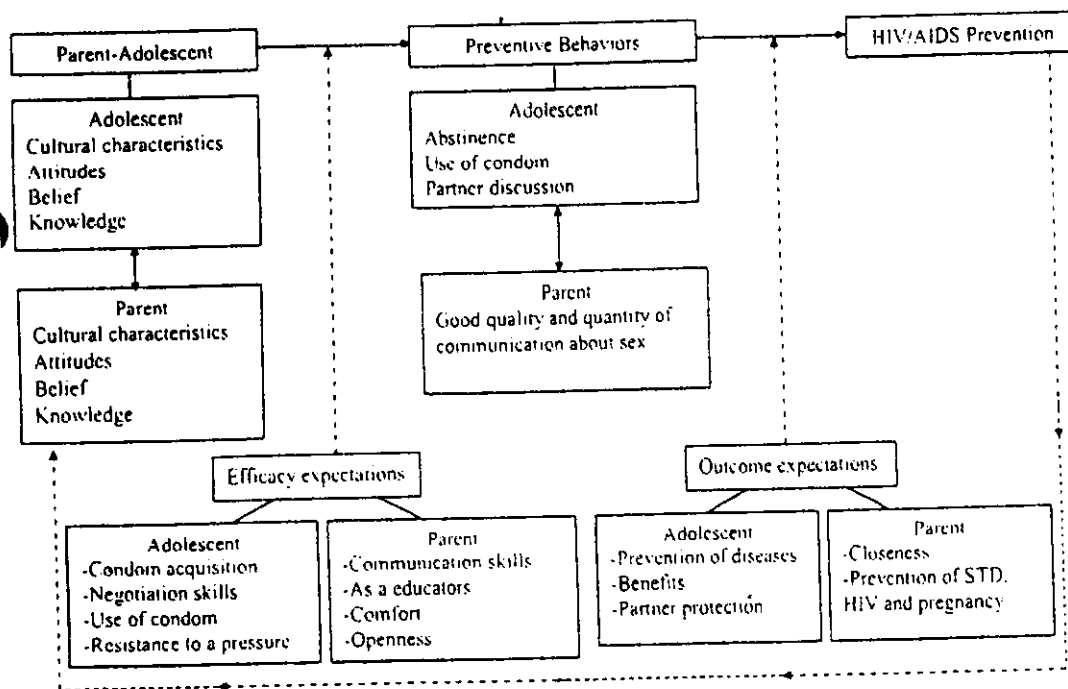 Parent-Adolescent
Preventive Behaviors
HIV/AIDS Prevention
Adolescent
Cultural characteristics
Attitudes
Belief
Knowledge
Adolescent
Abstinence
Use of condom
Partner discussion
Parent
Cultural characteristics
Attitudes
Belief
Knowledge
Parent
Good quality and quantity of
communication about sex
Efficacy expectations
Outcome expectations
Adolescent
-Condom acquisition
-Negotiation skills
-Use of condom
-Resistance to a pressure
Parent
-Communication skills
-As a educators
-Comfort
-Openness
Adolescent
-Prevention of diseases
-Benefits
-Partner protection
Parent
-Closeness
-Prevention of STD.
HIV and pregnancy